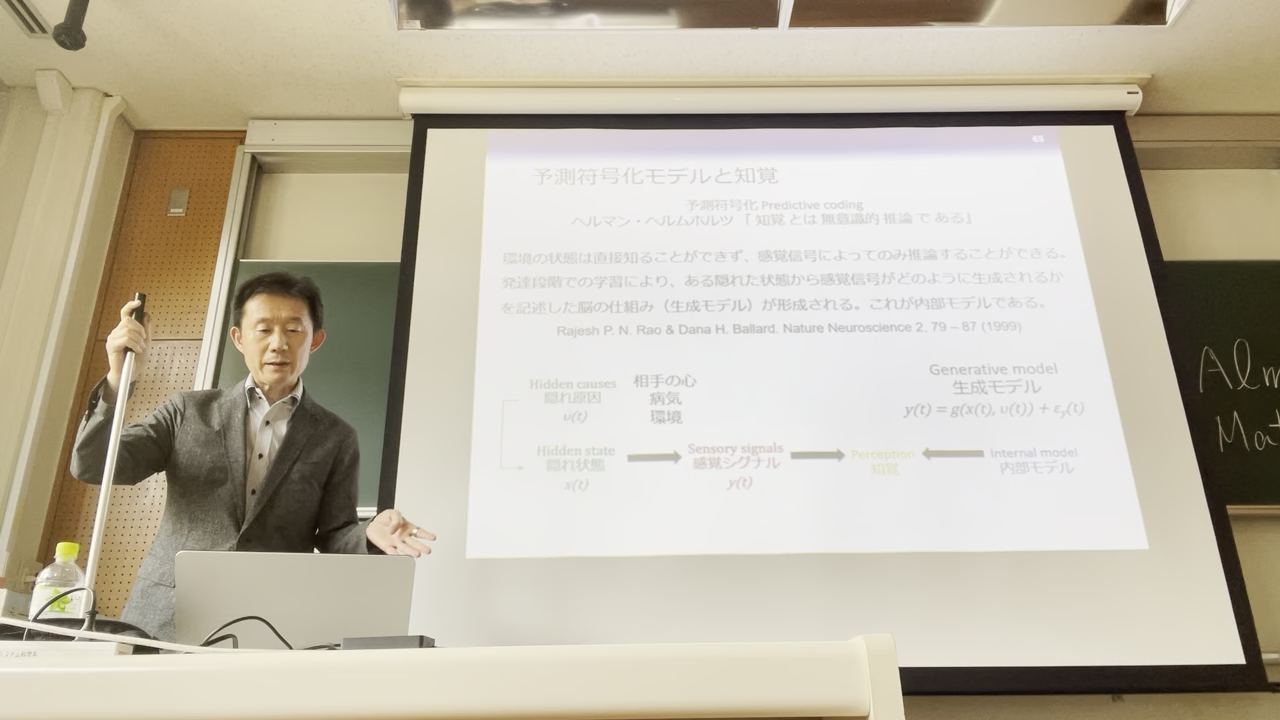 65
予測符号化モデルと知覚
予測符号化 Predictive coding
ヘルマン・ヘルムホルツ 「 知覚 とは 無意識的 推論 で ある」
環境の状態は直接知ることができず、感覚信号によってのみ推論することができる。
発達段階での学習により、ある隠れた状態から感覚信号がどのように生成されるか
を記述した脳の仕組み（生成モデル）が形成される。これが内部モデルである。
Rajesh P. N. Rao & Dana H. Ballard. Nature Neuroscience 2, 79 – 87 (1999)
Hidden causes
隠れ原因
υ(t)
相手の心
病気
環境
Generative model
生成モデル
y(t) = g(x(t), υ(t)) + εy(t)
Hidden state
隠れ状態
x(t)
Sensory signals
感覚シグナル
y(t)
Perception
知覚
Internal model
内部モデル
Alm
Mat